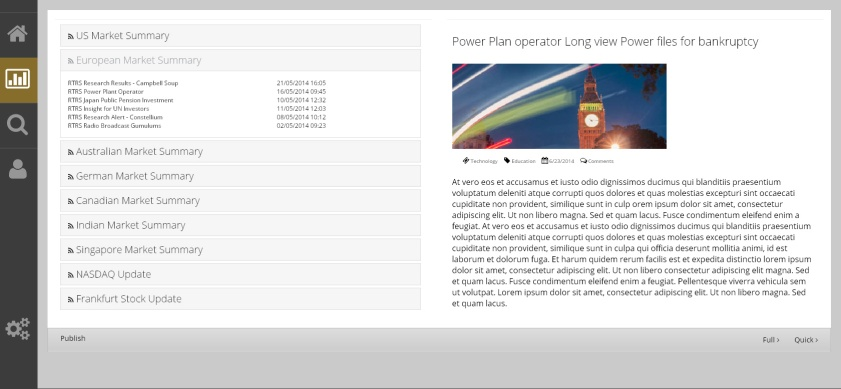 US Market Summary
European Market Summary
RTRS Research Results - Campbell Soup 21/05/2014 16:05
RTRS Power Plant Operator 16/05/2014 09:45
RTRS Japan Public Pension Investment 10/05/2014 12:32
RTRS Insight for UN Investors 11/05/2014 12:03
RTRS Research Alert - Constellium 08/05/2014 10:12
RTRS Radio Broadcast Gumulums 02/05/2014 09:23
Australian Market Summary
German Market Summary
Canadian Market Summary
Indian Market Summary
Singapore Market Summary
NASDAQ Update
Frankfurt Stock Update
Power Plan operator Long view Power files for bankruptcy
Technology Education 6/23/2014 Comments
At vero eos et accusamus et iusto odio dignissimos ducimus qui blanditiis praesentium
voluptatum deleniti atque corrupti quos dolores et quas molestias excepturi sint occaecati
cupiditate non provident, similique sunt in culp orem ipsum dolor sit amet, consectetur
adipiscing elit. Ut non libero magna. Sed et quam lacus. Fusce condimentum eleifend enim a
feugiat. At vero eos et accusamus et iusto odio dignissimos ducimus qui blanditiis praesentium
voluptatum deleniti atque corrupti quos dolores et quas molestias excepturi sint occaecati
cupiditate non provident, similique sunt in culpa qui officia deserunt mollitia animi, id est
laborum et dolorum fuga. Et harum quidem rerum facilis est et expedita distinctio lorem ipsum
dolor sit amet, consectetur adipiscing elit. Ut non libero consectetur adipiscing elit magna. Sed
et quam lacus. Fusce condimentum eleifend enim a feugiat. Pellentesque viverra vehicula sem
ut volutpat. Lorem ipsum dolor sit amet, consectetur adipiscing elit. Ut non libero magna. Sed
et quam lacus.
Publish
Full › Quick ›